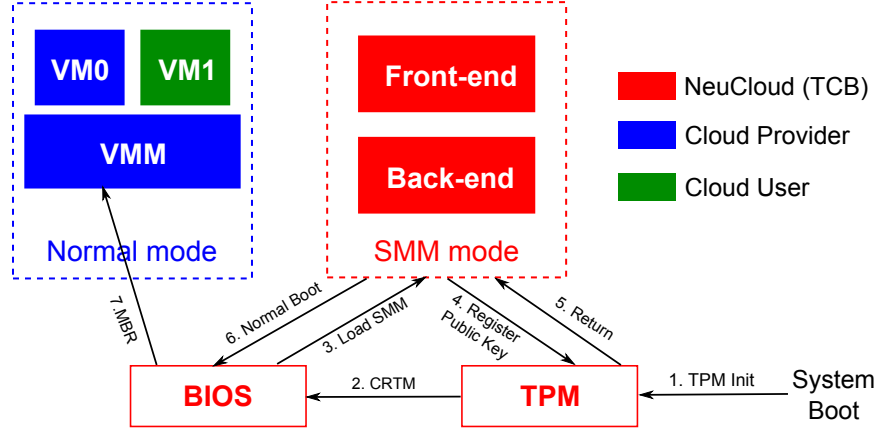 VM0
VM1
VMM
Normal mode
Front-end
Back-end
SMM mode
NeuCloud (TCB)
Cloud Provider
Cloud User
7.MBR
6. Normal Boot
3. Load SMM
4. Register
Public Key
5. Return
BIOS
2. CRTM
TPM
1. TPM Init
System
Boot